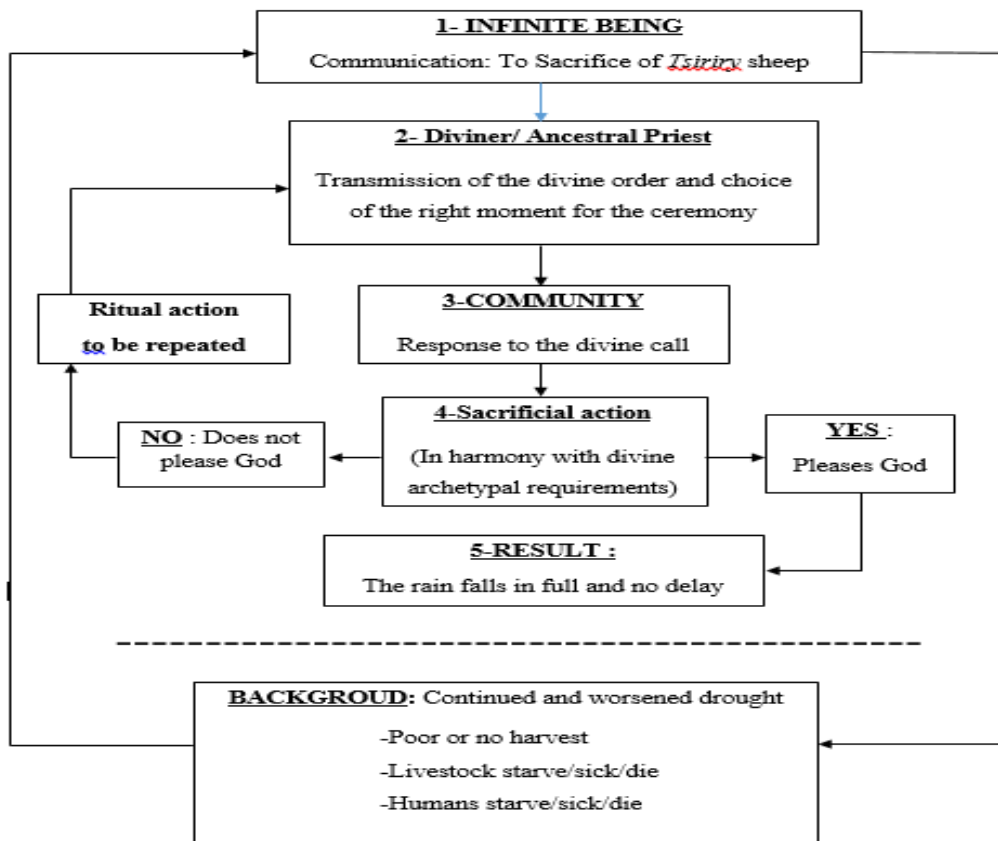 1- INFINITE BEING
Communication: To Sacrifice of Tsiriry sheep
2- Diviner/ Ancestral Priest
Transmission of the divine order and choice
of the right moment for the ceremony
3-COMMUNITY
Response to the divine call
Ritual action
to be repeated
4-Sacrificial action
(In harmony with divine
archetypal requirements)
NO : Does not
please God
YES :
Pleases God
5-RESULT :
The rain falls in full and no delay
BACKGROUD: Continued and worsened drought
-Poor or no harvest
-Livestock starve/sick/die
-Humans starve/sick/die